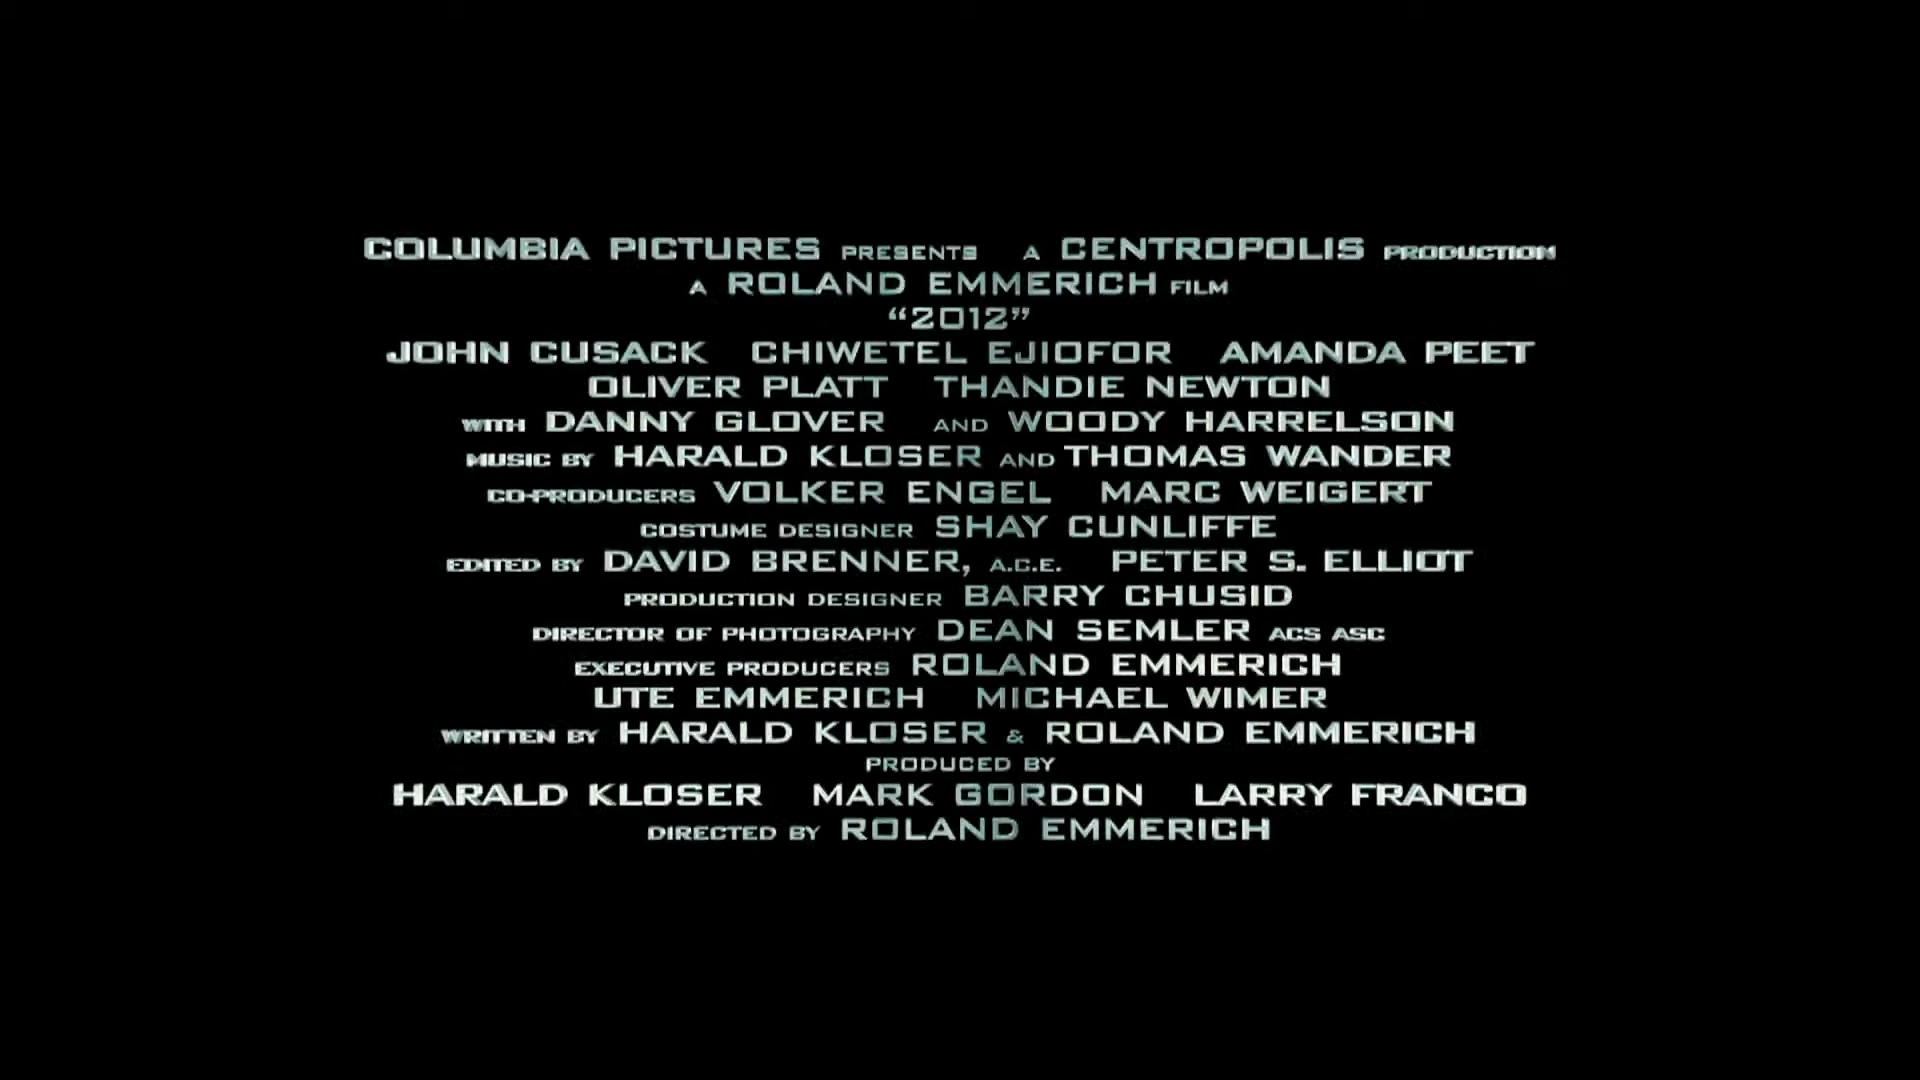 COLUMBIA PICTURES PRESENTS A CENTROPOLIS PRODUCTION
A ROLAND EMMERICH FILM
“2012”
JOHN CUSACK CHIWETEL EJIOFOR AMANDA PEET
OLIVER PLATT THANDIE NEWTON
WITH DANNY GLOVER AND WOODY HARRELSON
MUSIC BY HARALD KLOSER AND THOMAS WANDER
CO-PRODUCERS VOLKER ENGEL MARC WEIGERT
COSTUME DESIGNER SHAY CUNLIFFE
EDITED BY DAVID BRENNER, A.C.E. PETER S. ELLIOT
PRODUCTION DESIGNER BARRY CHUSID
DIRECTOR OF PHOTOGRAPHY DEAN SEMLER ACS ASC
EXECUTIVE PRODUCERS ROLAND EMMERICH
UTE EMMERICH MICHAEL WIMER
WRITTEN BY HARALD KLOSER & ROLAND EMMERICH
PRODUCED BY
HARALD KLOSER MARK GORDON LARRY FRANCO
DIRECTED BY ROLAND EMMERICH